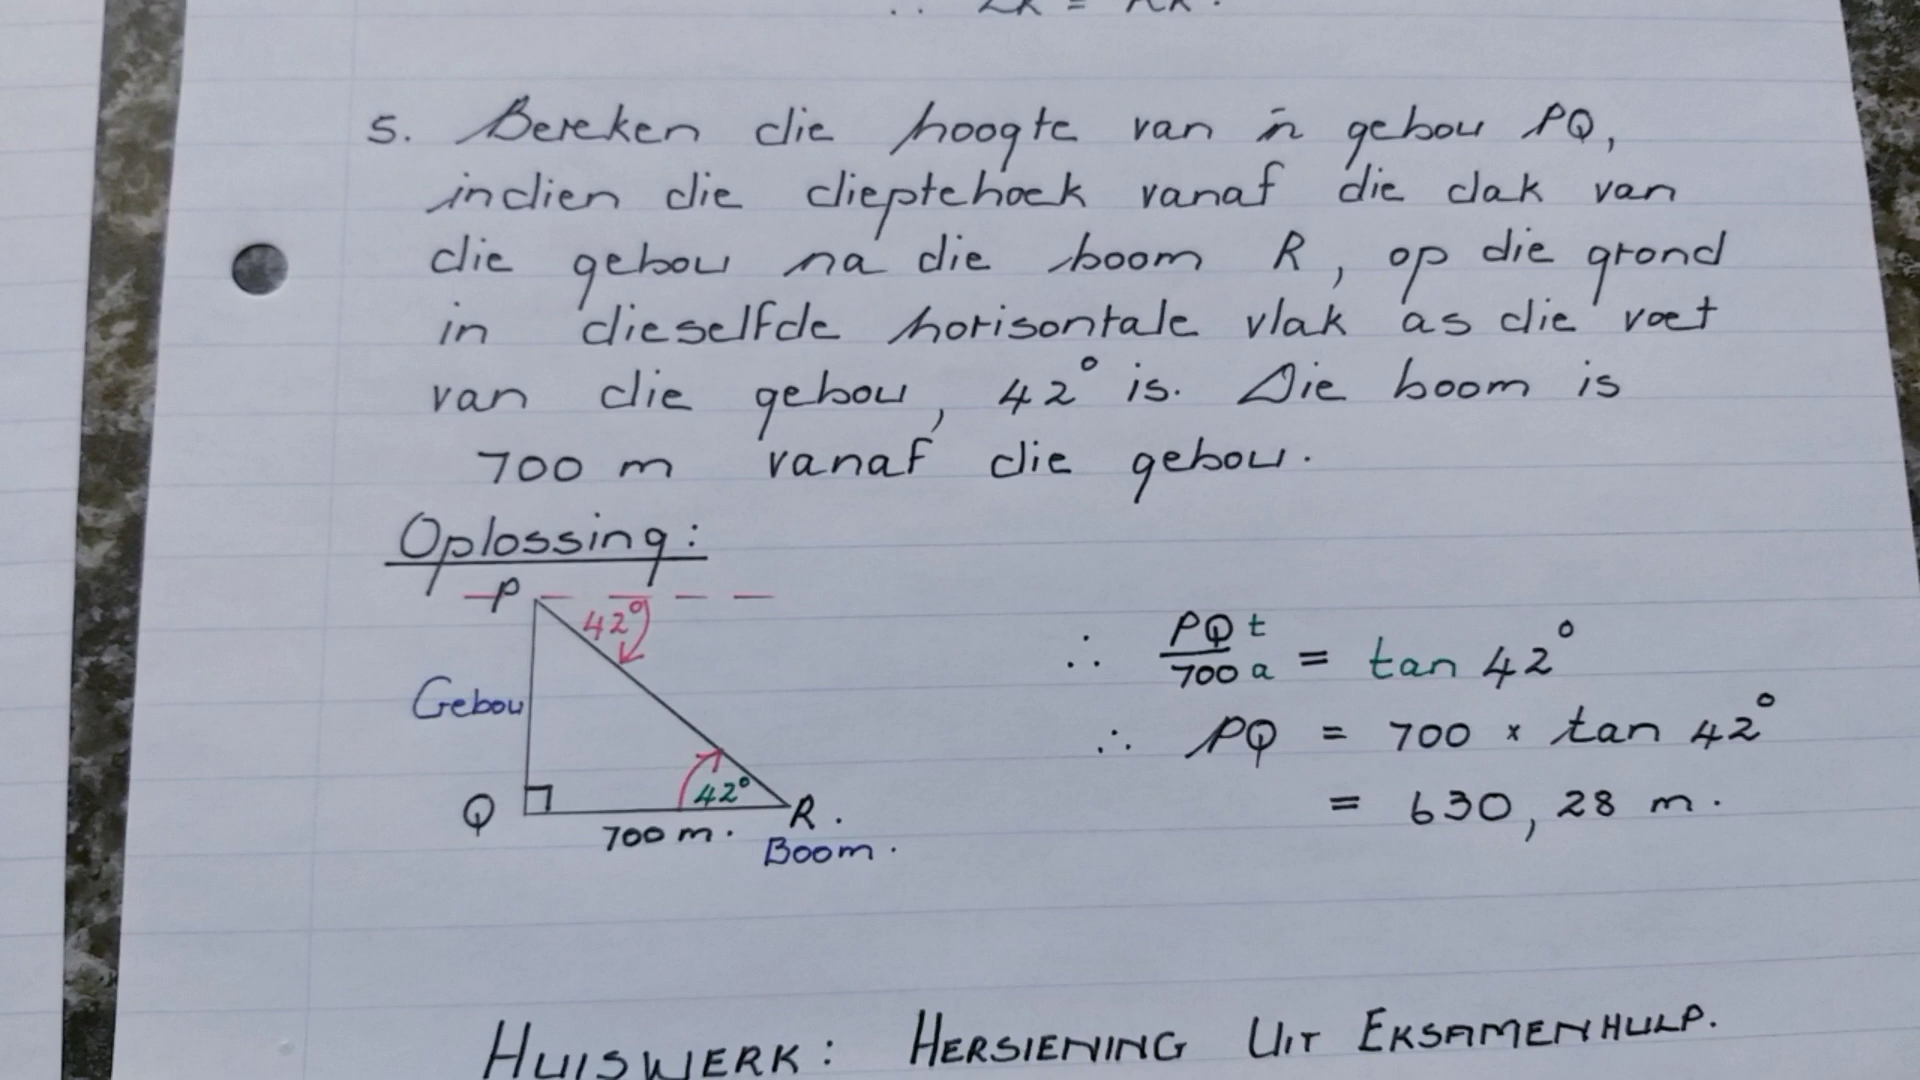 5. Bereken die hoogte van 'n gebou PQ,
indien die dieptehoek vanaf die dak van
die gebou na die boom R, op die grond
in dieselfde horisontale vlak as die voet
van die gebou, 42° is. Die boom is
700 m vanaf die gebou.
Oplossing:
P
42°
Gebou
Q
42°
R.
700 m.
Boom.
∴ PQ t / 700 a = tan 42°
∴ PQ = 700 × tan 42°
= 630,28 m.
HUISWERK: HERSIENING UIT EKSAMENHULP.